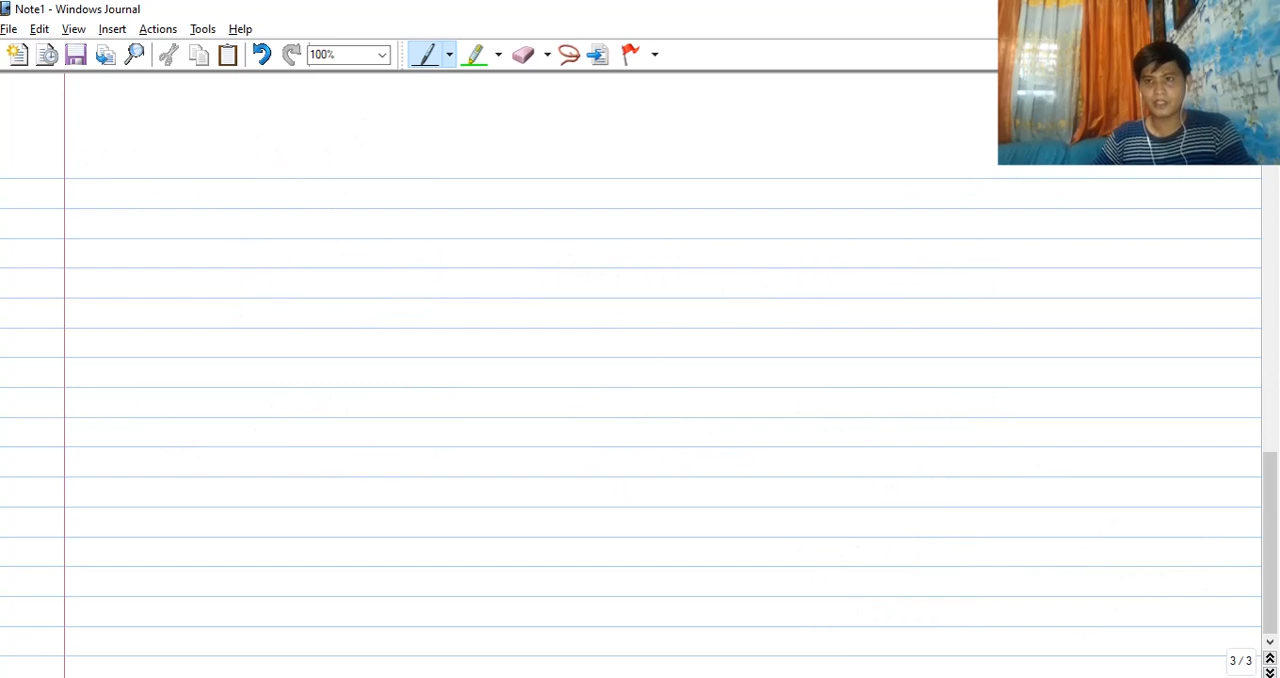 Note1 - Windows Journal
File Edit View Insert Actions Tools Help
100%
3 / 3